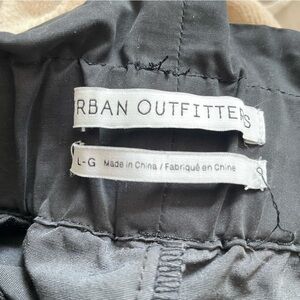 RBAN OUTFITTERS
L-G Made in China / Fabriqué en Chine